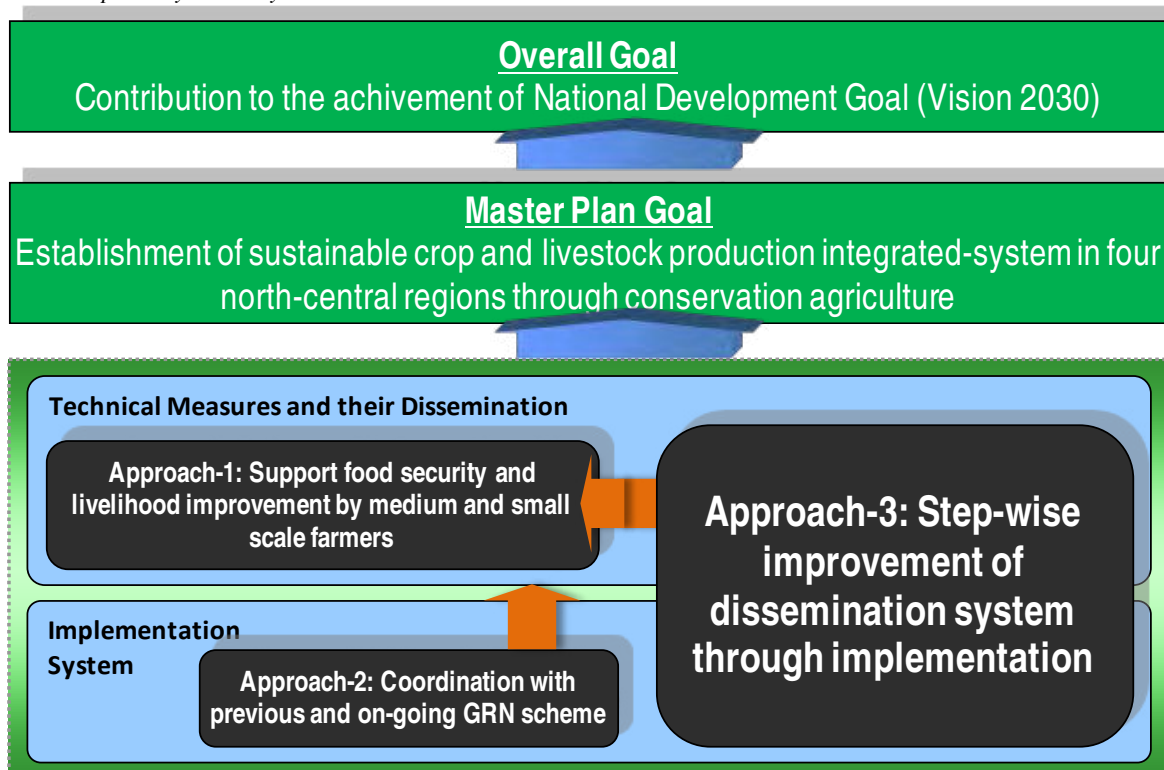 Overall Goal
Contribution to the achivement of National Development Goal (Vision 2030)
Master Plan Goal
Establishment of sustainable crop and livestock production integrated-system in four
north-central regions through conservation agriculture
Technical Measures and their Dissemination
Approach-1: Support food security and
livelihood improvement by medium and small
scale farmers
Approach-3: Step-wise
improvement of
dissemination system
through implementation
Implementation
System
Approach-2: Coordination with
previous and on-going GRN scheme